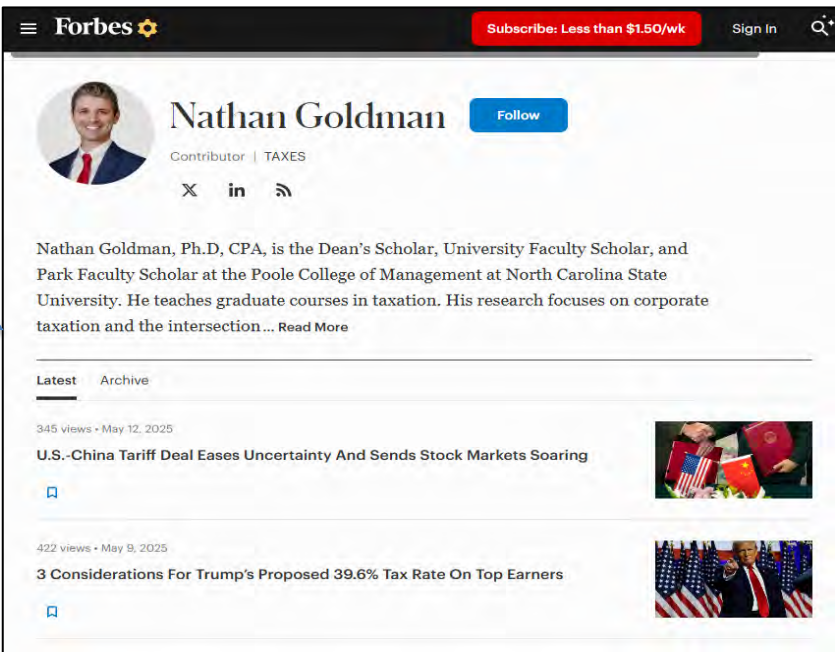 Forbes
Subscribe: Less than $1.50/wk
Sign In
Nathan Goldman
Follow
Contributor | TAXES
X in
Nathan Goldman, Ph.D, CPA, is the Dean’s Scholar, University Faculty Scholar, and
Park Faculty Scholar at the Poole College of Management at North Carolina State
University. He teaches graduate courses in taxation. His research focuses on corporate
taxation and the intersection... Read More
Latest Archive
345 views • May 12, 2025
U.S.-China Tariff Deal Eases Uncertainty And Sends Stock Markets Soaring
422 views • May 9, 2025
3 Considerations For Trump’s Proposed 39.6% Tax Rate On Top Earners